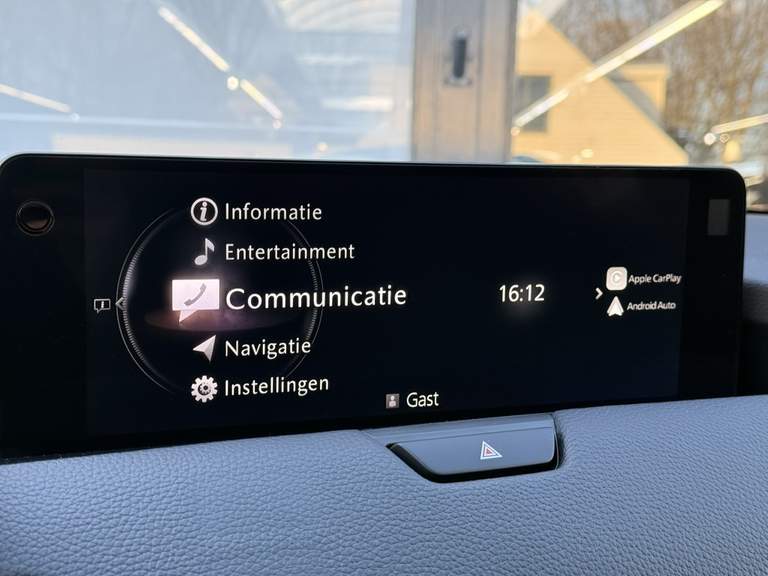 Informatie
Entertainment
Communicatie
16:12
Apple CarPlay
Android Auto
Navigatie
Instellingen
Gast